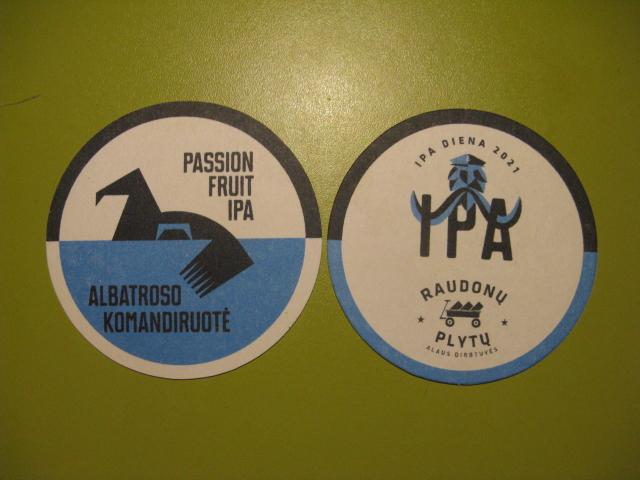 PASSION
FRUIT
IPA
ALBATROSO
KOMANDIRUOTĖ
IPA DIENA 2021
IPA
RAUDONŲ
PLYTŲ
ALAUS DIRBTUVĖS